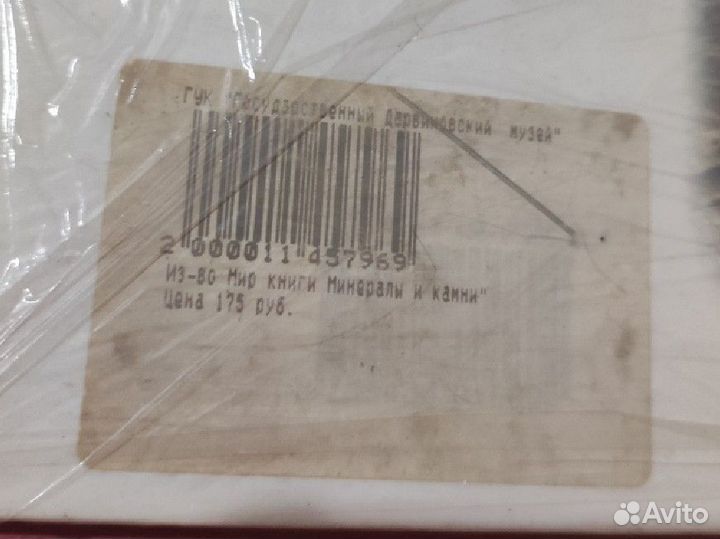 ГУК "Государственный Дарвиновский музей"
2 000011 457969
Из-во Мир книги Минералы и камни"
Цена 175 руб.
Avito